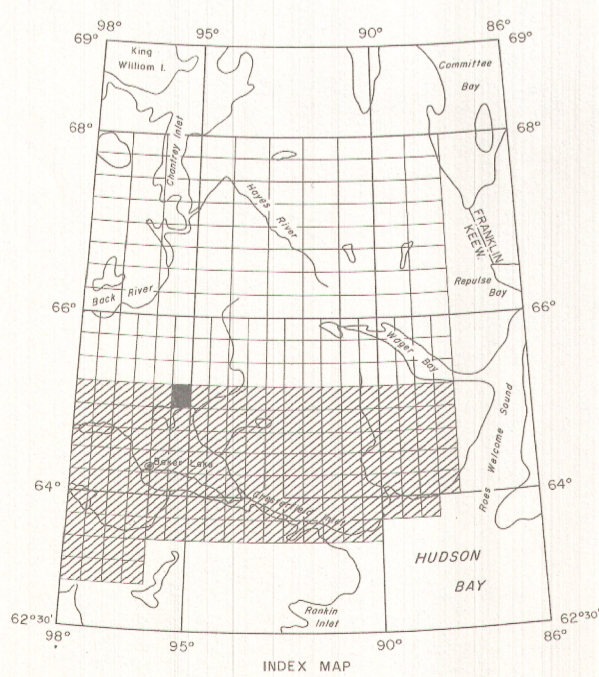 98° 95° 90° 86°
69° 69°
King
William I.
Committee
Bay
68° 68°
Chantrey Inlet
Hayes
River
FRANKLIN
KEEW.
Back River
Repulse
Bay
66° 66°
Wager Bay
Roes Welcome Sound
Baker Lake
64° 64°
Chesterfield Inlet
HUDSON
BAY
Rankin
Inlet
62°30' 62°30'
98° 95° 90° 86°
INDEX MAP